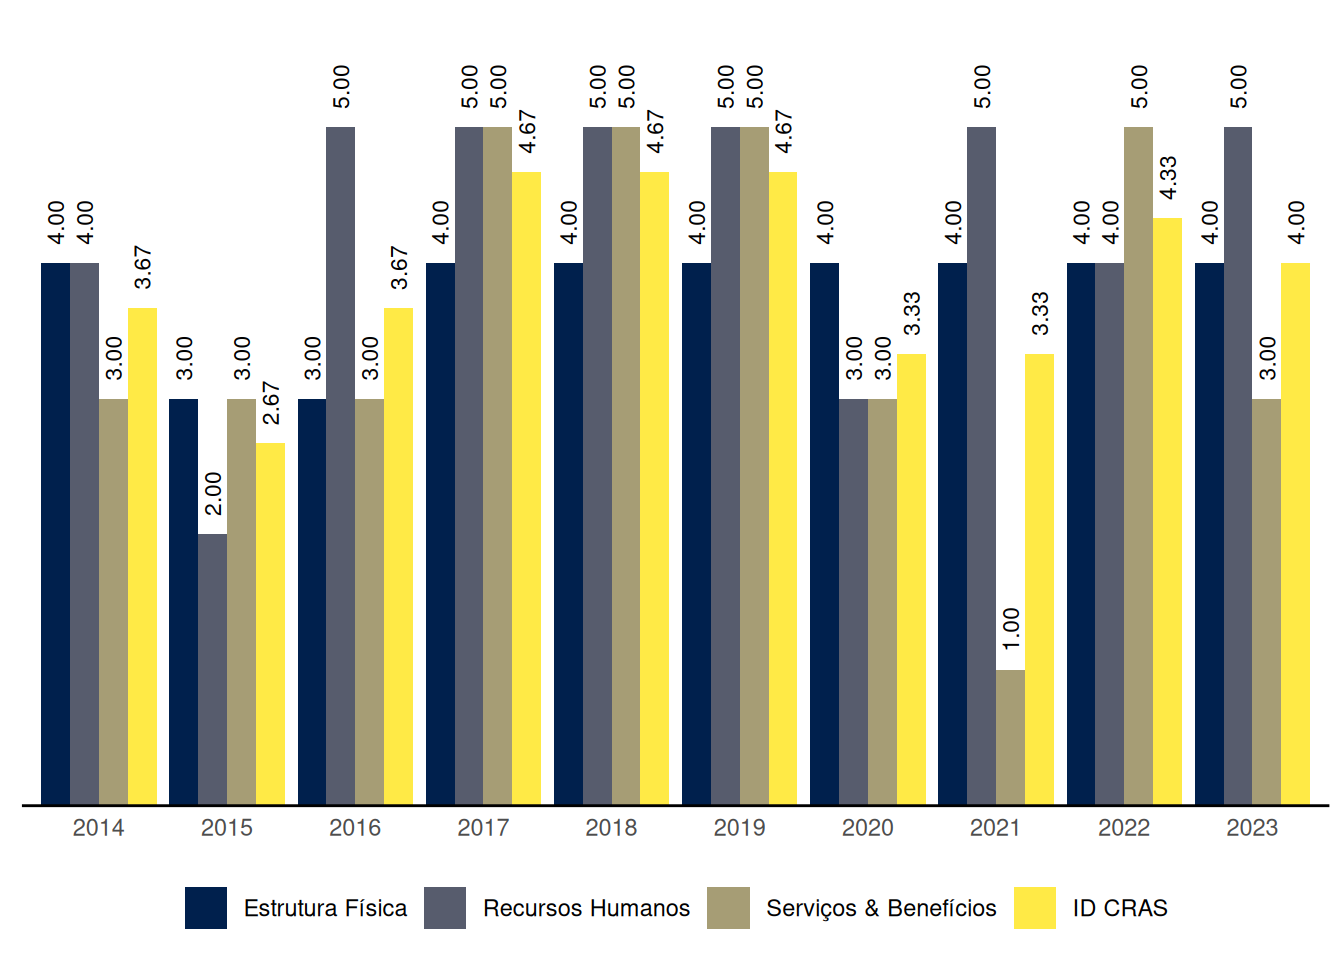 5.00 5.00 5.00 5.00 5.00 5.00 5.00 5.00 5.00 5.00
4.67 4.67 4.67
4.33
4.00 4.00 4.00 4.00 4.00 4.00 4.00 4.00 4.00 4.00 4.00
3.67 3.67
3.33 3.33
3.00 3.00 3.00 3.00 3.00 3.00 3.00 3.00
2.67
2.00
1.00
2014 2015 2016 2017 2018 2019 2020 2021 2022 2023
Estrutura Física Recursos Humanos Serviços & Benefícios ID CRAS